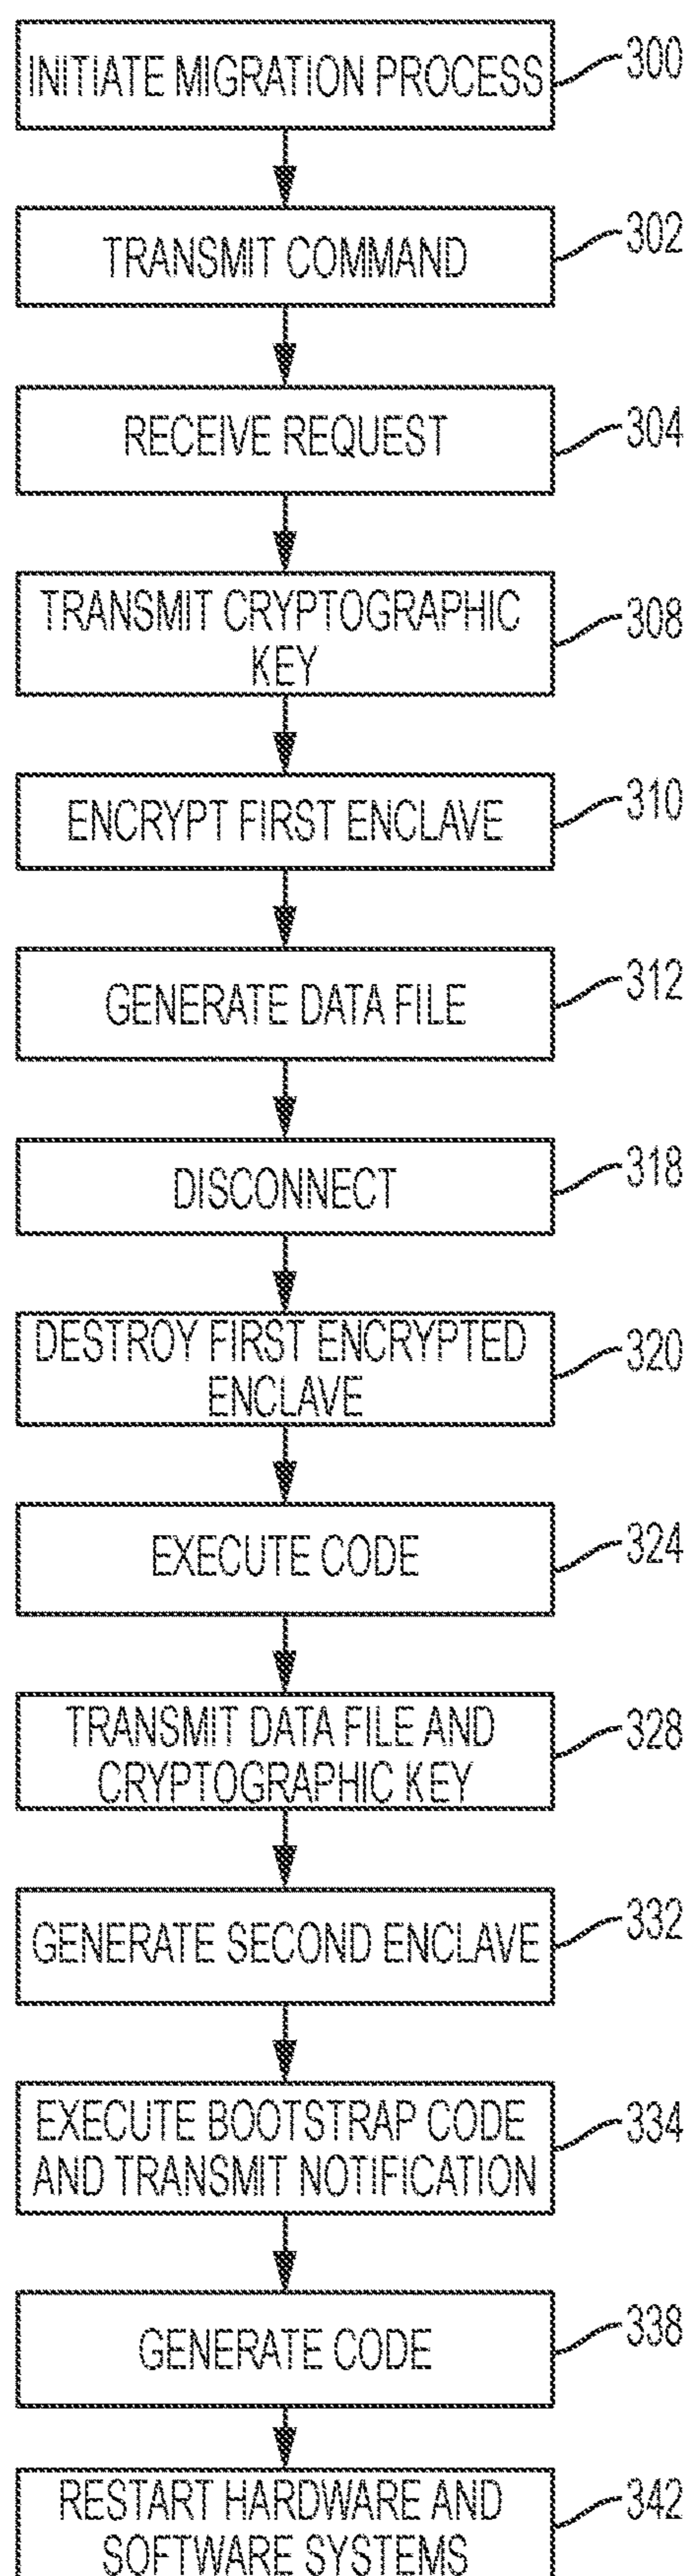 INITIATE MIGRATION PROCESS
300
TRANSMIT COMMAND
302
RECEIVE REQUEST
304
TRANSMIT CRYPTOGRAPHIC
KEY
308
ENCRYPT FIRST ENCLAVE
310
GENERATE DATA FILE
312
DISCONNECT
318
DESTROY FIRST ENCRYPTED
ENCLAVE
320
EXECUTE CODE
324
TRANSMIT DATA FILE AND
CRYPTOGRAPHIC KEY
328
GENERATE SECOND ENCLAVE
332
EXECUTE BOOTSTRAP CODE
AND TRANSMIT NOTIFICATION
334
GENERATE CODE
338
RESTART HARDWARE AND
SOFTWARE SYSTEMS
342